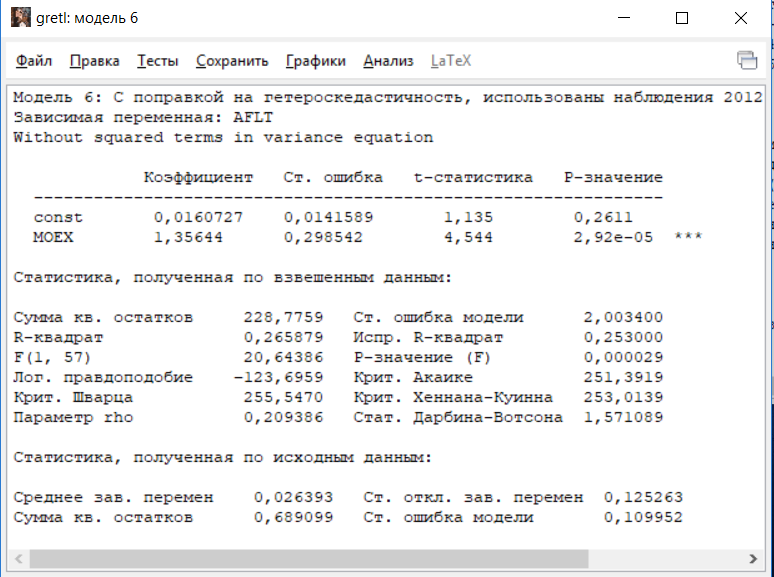 gretl: модель 6
Файл Правка Тесты Сохранить Графики Анализ LaTeX
Модель 6: С поправкой на гетероскедастичность, использованы наблюдения 2012
Зависимая переменная: AFLT
Without squared terms in variance equation
Коэффициент Ст. ошибка t-статистика P-значение
---------------------------------------------------------------
const 0,0160727 0,0141589 1,135 0,2611
MOEX 1,35644 0,298542 4,544 2,92e-05 ***
Статистика, полученная по взвешенным данным:
Сумма кв. остатков 228,7759 Ст. ошибка модели 2,003400
R-квадрат 0,265879 Испр. R-квадрат 0,253000
F(1, 57) 20,64386 P-значение (F) 0,000029
Лог. правдоподобие -123,6959 Крит. Акаике 251,3919
Крит. Шварца 255,5470 Крит. Хеннана-Куинна 253,0139
Параметр rho 0,209386 Стат. Дарбина-Вотсона 1,571089
Статистика, полученная по исходным данным:
Среднее зав. перемен 0,026393 Ст. откл. зав. перемен 0,125263
Сумма кв. остатков 0,689099 Ст. ошибка модели 0,109952